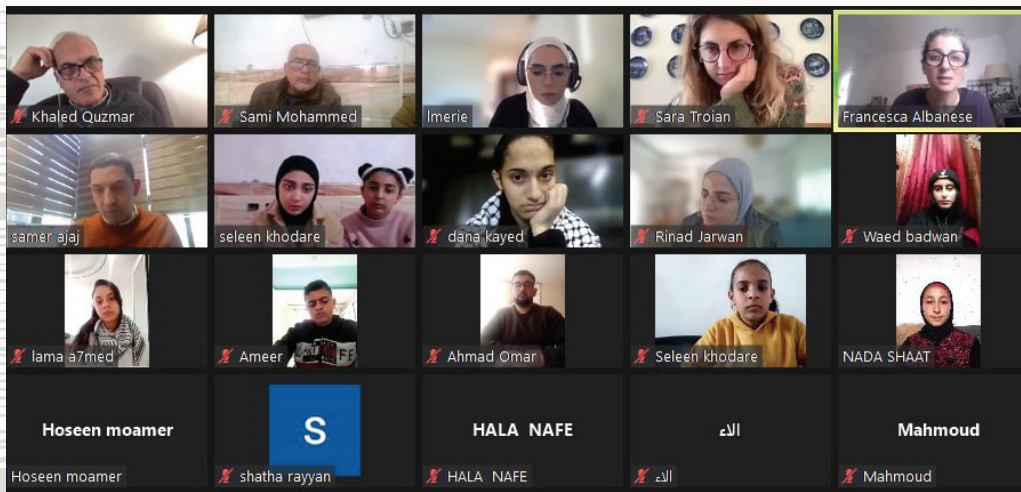 Khaled Quzmar
Sami Mohammed
Imerie
Sara Troian
Francesca Albanese
samer ajaj
seleen khodare
dana kayed
Rinad Jarwan
Waed badwan
lama a7med
Ameer
Ahmad Omar
Seleen khodare
NADA SHAAT
Hoseen moamer
S
HALA NAFE
الاء
Mahmoud
Hoseen moamer
shatha rayyan
HALA NAFE
الاء
Mahmoud